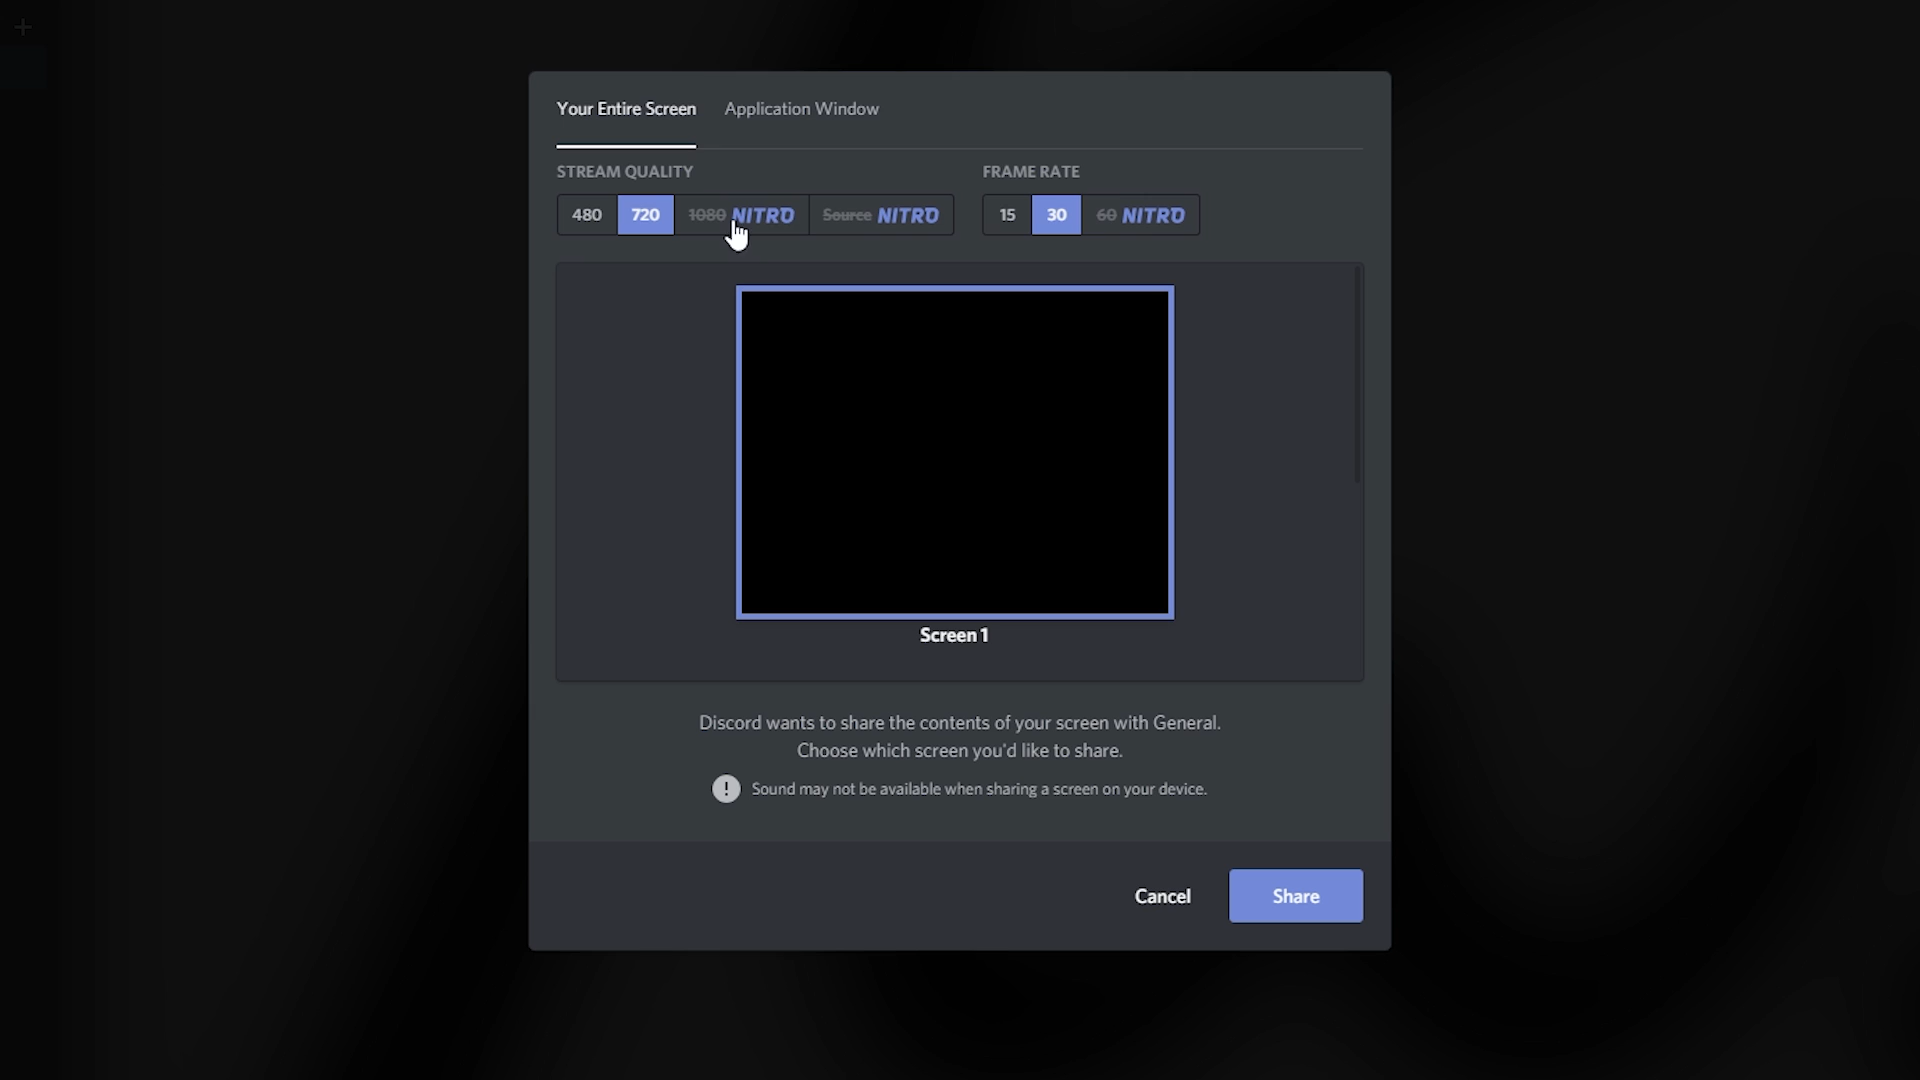 Your Entire Screen Application Window
STREAM QUALITY FRAME RATE
480 720 1080 NITRO Source NITRO 15 30 60 NITRO
Screen 1
Discord wants to share the contents of your screen with General.
Choose which screen you'd like to share.
! Sound may not be available when sharing a screen on your device.
Cancel Share